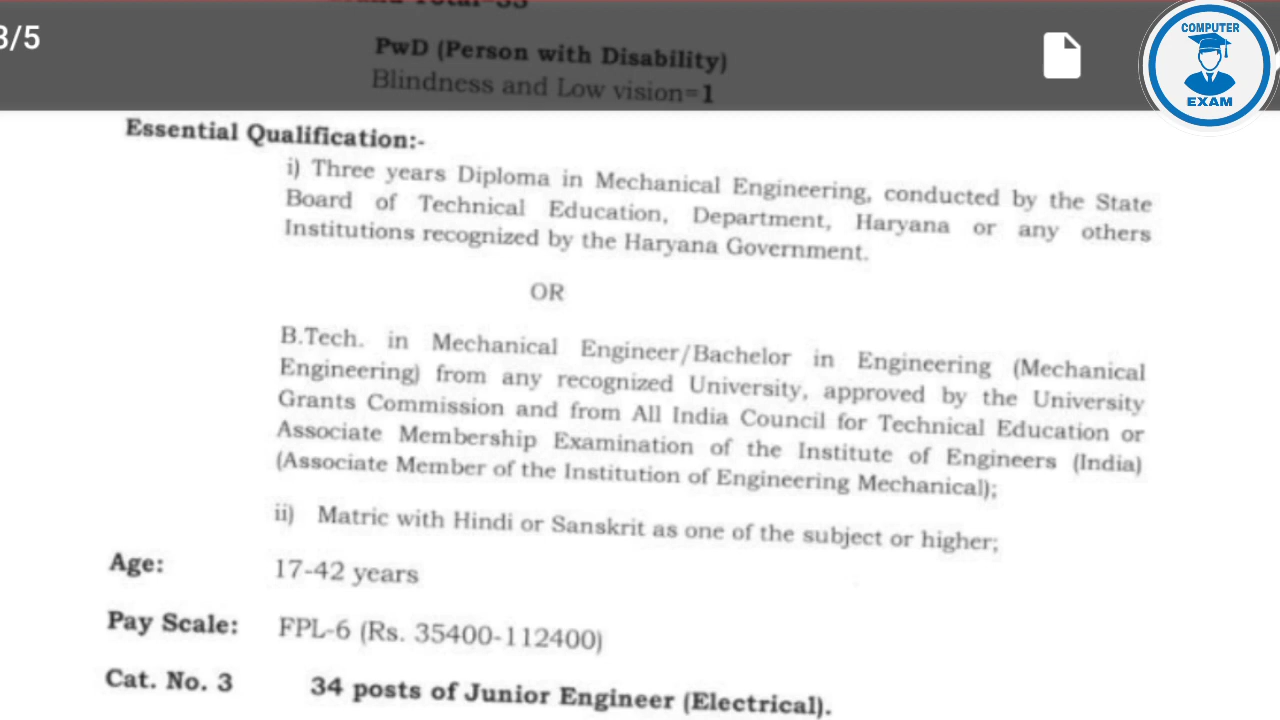 3/5
COMPUTER
EXAM
PwD (Person with Disability)
Blindness and Low vision=1
Essential Qualification:-
i) Three years Diploma in Mechanical Engineering, conducted by the State
Board of Technical Education, Department, Haryana or any others
Institutions recognized by the Haryana Government.
OR
B.Tech. in Mechanical Engineer/Bachelor in Engineering (Mechanical
Engineering) from any recognized University, approved by the University
Grants Commission and from All India Council for Technical Education or
Associate Membership Examination of the Institute of Engineers (India)
(Associate Member of the Institution of Engineering Mechanical);
ii) Matric with Hindi or Sanskrit as one of the subject or higher;
Age: 17-42 years
Pay Scale: FPL-6 (Rs. 35400-112400)
Cat. No. 3 34 posts of Junior Engineer (Electrical).